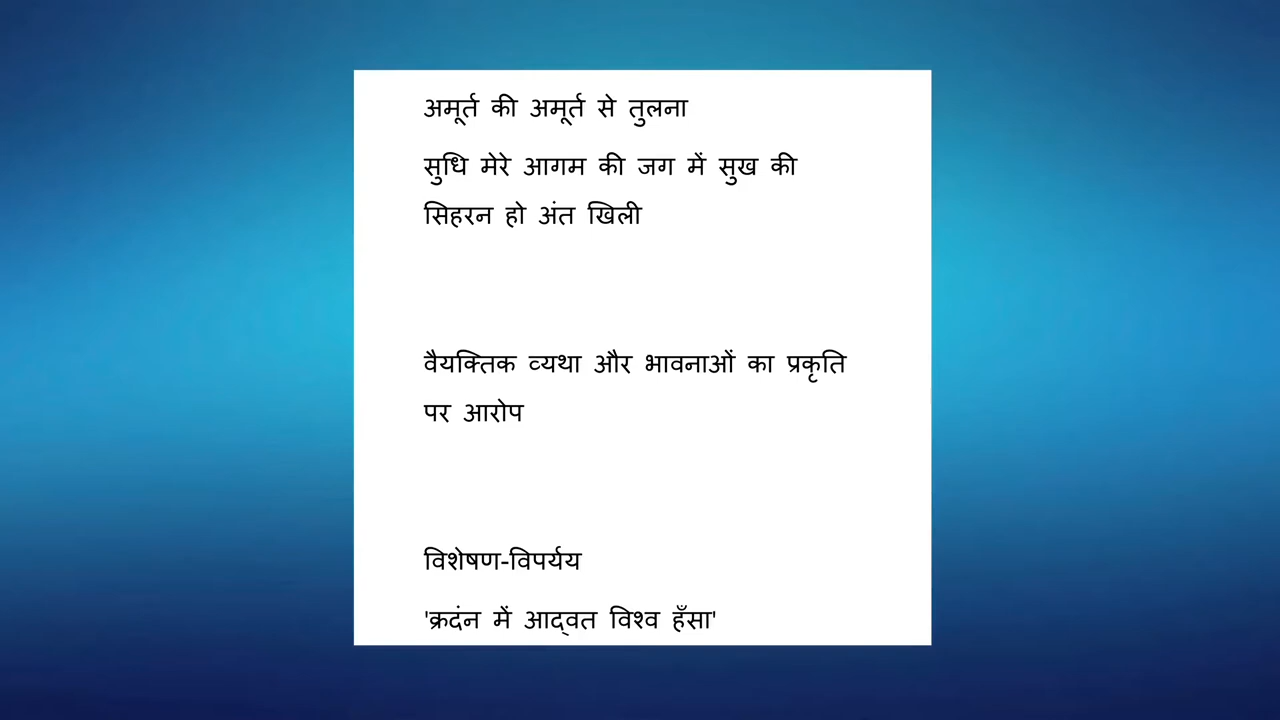 अमूर्त की अमूर्त से तुलना
सुधि मेरे आगम की जग में सुख की
सिहरन हो अंत खिली
वैयक्तिक व्यथा और भावनाओं का प्रकृति
पर आरोप
विशेषण-विपर्यय
'क्रदंन में आद्वत विश्व हँसा'